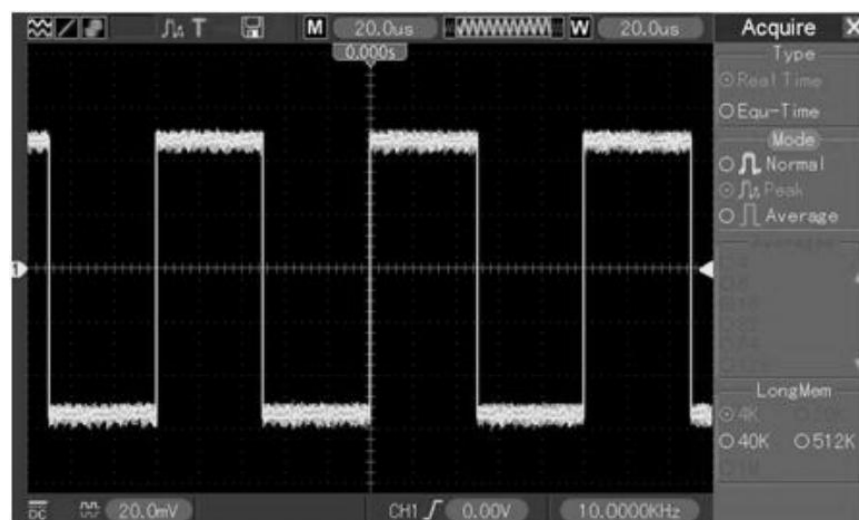 T M 20.0us W 20.0us Acquire X
0.000s
Type
Real Time
Equ-Time
Mode
Normal
Peak
Average
1
LongMem
4K
40K 512K
DC 20.0mV CH1 0.00V 10.0000KHz